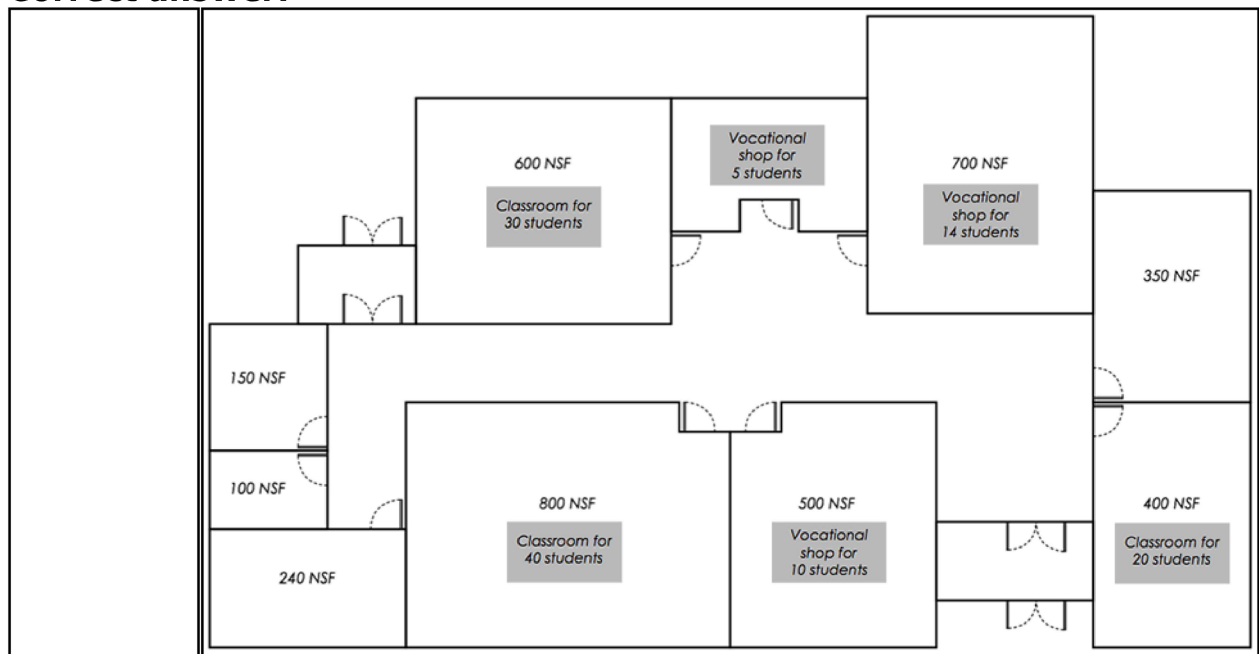 Correct answer:
Vocational
shop for
5 students
600 NSF
Classroom for
30 students
700 NSF
Vocational
shop for
14 students
350 NSF
150 NSF
100 NSF
240 NSF
800 NSF
Classroom for
40 students
500 NSF
Vocational
shop for
10 students
400 NSF
Classroom for
20 students